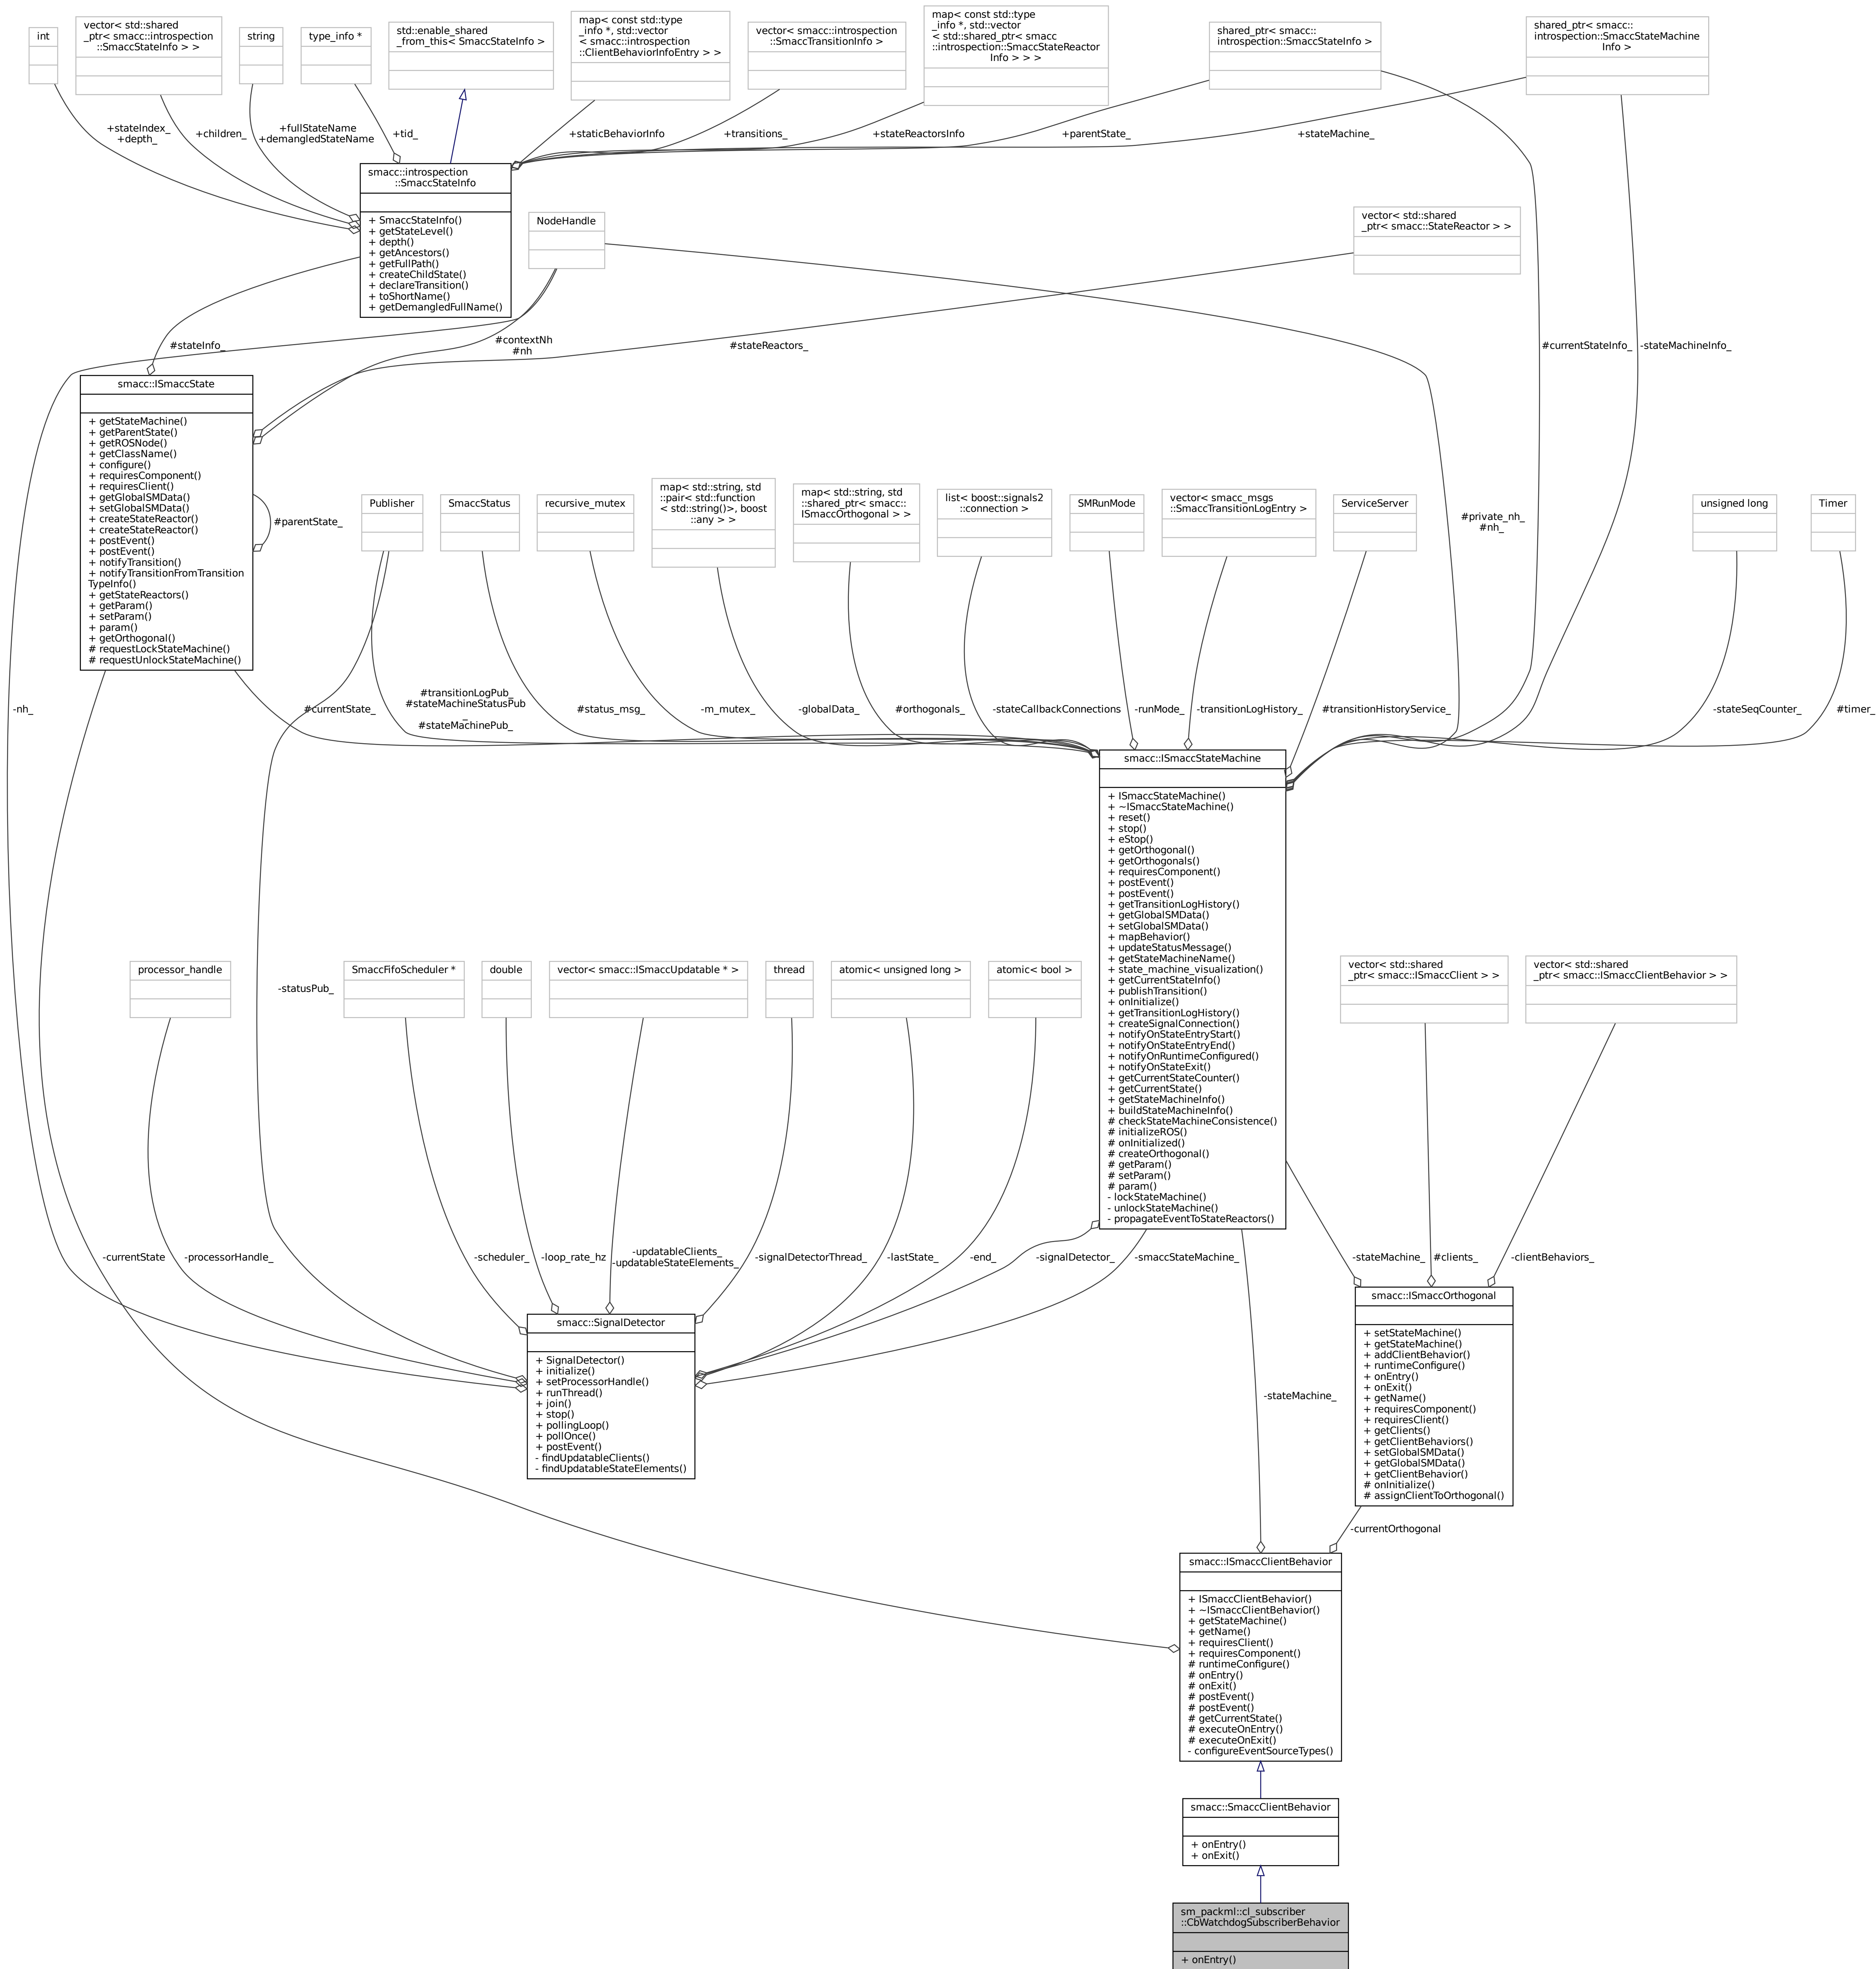 int
vector< std::shared
_ptr< smacc::introspection
::SmaccStateInfo > >
string
type_info *
std::enable_shared
_from_this< SmaccStateInfo >
map< const std::type
_info *, std::vector
< smacc::introspection
::ClientBehaviorInfoEntry > >
vector< smacc::introspection
::SmaccTransitionInfo >
map< const std::type
_info *, std::vector
< std::shared_ptr< smacc
::introspection::SmaccStateReactor
Info > > >
shared_ptr< smacc::
introspection::SmaccStateInfo >
shared_ptr< smacc::
introspection::SmaccStateMachine
Info >
+stateIndex_
+depth_
+children_
+fullStateName
+demangledStateName
+tid_
+staticBehaviorInfo
+transitions_
+stateReactorsInfo
+parentState_
+stateMachine_
smacc::introspection
::SmaccStateInfo
+ SmaccStateInfo()
+ getStateLevel()
+ depth()
+ getAncestors()
+ getFullPath()
+ createChildState()
+ declareTransition()
+ toShortName()
+ getDemangledFullName()
NodeHandle
vector< std::shared
_ptr< smacc::StateReactor > >
#stateInfo_
#contextNh
#nh
#stateReactors_
#currentStateInfo_
-stateMachineInfo_
smacc::ISmaccState
+ getStateMachine()
+ getParentState()
+ getROSNode()
+ getClassName()
+ configure()
+ requiresComponent()
+ requiresClient()
+ getGlobalSMData()
+ setGlobalSMData()
+ createStateReactor()
+ createStateReactor()
+ postEvent()
+ postEvent()
+ notifyTransition()
+ notifyTransitionFromTransition
TypeInfo()
+ getStateReactors()
+ getParam()
+ setParam()
+ param()
+ getOrthogonal()
# requestLockStateMachine()
# requestUnlockStateMachine()
#parentState_
Publisher
SmaccStatus
recursive_mutex
map< std::string, std
::pair< std::function
< std::string()>, boost
::any > >
map< std::string, std
::shared_ptr< smacc::
ISmaccOrthogonal > >
list< boost::signals2
::connection >
SMRunMode
vector< smacc_msgs
::SmaccTransitionLogEntry >
ServiceServer
#private_nh_
#nh_
unsigned long
Timer
-nh_
#currentState_
#transitionLogPub_
#stateMachineStatusPub
_
#stateMachinePub_
#status_msg_
-m_mutex_
-globalData_
#orthogonals_
-stateCallbackConnections
-runMode_
-transitionLogHistory_
#transitionHistoryService_
-stateSeqCounter_
#timer_
smacc::ISmaccStateMachine
+ ISmaccStateMachine()
+ ~ISmaccStateMachine()
+ reset()
+ stop()
+ eStop()
+ getOrthogonal()
+ getOrthogonals()
+ requiresComponent()
+ postEvent()
+ postEvent()
+ getTransitionLogHistory()
+ getGlobalSMData()
+ setGlobalSMData()
+ mapBehavior()
+ updateStatusMessage()
+ getStateMachineName()
+ state_machine_visualization()
+ getCurrentStateInfo()
+ publishTransition()
+ onInitialize()
+ getTransitionLogHistory()
+ createSignalConnection()
+ notifyOnStateEntryStart()
+ notifyOnStateEntryEnd()
+ notifyOnRuntimeConfigured()
+ notifyOnStateExit()
+ getCurrentStateCounter()
+ getCurrentState()
+ getStateMachineInfo()
+ buildStateMachineInfo()
# checkStateMachineConsistence()
# initializeROS()
# onInitialized()
# createOrthogonal()
# getParam()
# setParam()
# param()
- lockStateMachine()
- unlockStateMachine()
- propagateEventToStateReactors()
processor_handle
-statusPub_
SmaccFifoScheduler *
double
vector< smacc::ISmaccUpdatable * >
thread
atomic< unsigned long >
atomic< bool >
vector< std::shared
_ptr< smacc::ISmaccClient > >
vector< std::shared
_ptr< smacc::ISmaccClientBehavior > >
-currentState
-processorHandle_
-scheduler_
-loop_rate_hz
-updatableClients_
-updatableStateElements_
-signalDetectorThread_
-lastState_
-end_
-signalDetector_
-smaccStateMachine_
-stateMachine_
#clients_
-clientBehaviors_
smacc::SignalDetector
+ SignalDetector()
+ initialize()
+ setProcessorHandle()
+ runThread()
+ join()
+ stop()
+ pollingLoop()
+ pollOnce()
+ postEvent()
- findUpdatableClients()
- findUpdatableStateElements()
-stateMachine_
smacc::ISmaccOrthogonal
+ setStateMachine()
+ getStateMachine()
+ addClientBehavior()
+ runtimeConfigure()
+ onEntry()
+ onExit()
+ getName()
+ requiresComponent()
+ requiresClient()
+ getClients()
+ getClientBehaviors()
+ setGlobalSMData()
+ getGlobalSMData()
+ getClientBehavior()
# onInitialize()
# assignClientToOrthogonal()
-currentOrthogonal
smacc::ISmaccClientBehavior
+ ISmaccClientBehavior()
+ ~ISmaccClientBehavior()
+ getStateMachine()
+ getName()
+ requiresClient()
+ requiresComponent()
# runtimeConfigure()
# onEntry()
# onExit()
# postEvent()
# postEvent()
# getCurrentState()
# executeOnEntry()
# executeOnExit()
- configureEventSourceTypes()
smacc::SmaccClientBehavior
+ onEntry()
+ onExit()
sm_packml::cl_subscriber
::CbWatchdogSubscriberBehavior
+ onEntry()